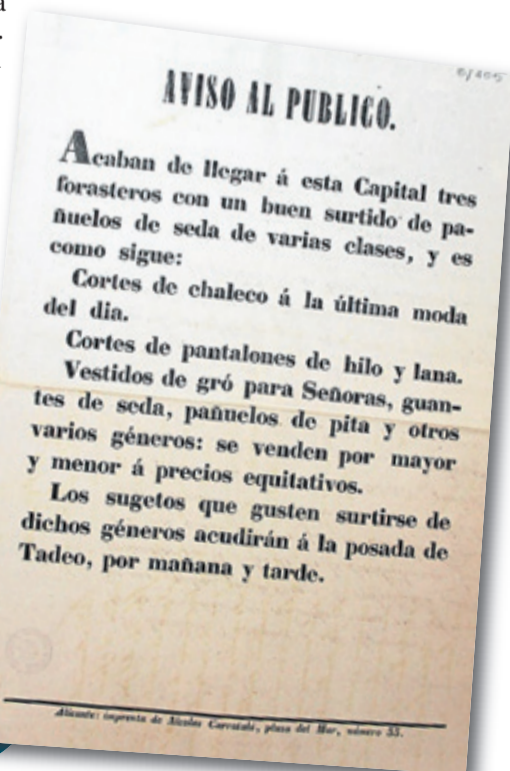 a
6/405
AVISO AL PUBLICO.
Acaban de llegar á esta Capital tres
forasteros con un buen surtido de pa-
ñuelos de seda de varias clases, y es
como sigue:
Cortes de chaleco á la última moda
del dia.
Cortes de pantalones de hilo y lana.
Vestidos de gró para Señoras, guan-
tes de seda, pañuelos de pita y otros
varios géneros: se venden por mayor
y menor á precios equitativos.
Los sugetos que gusten surtirse de
dichos géneros acudirán á la posada de
Tadeo, por mañana y tarde.
Alicante: imprenta de Nicolas Carratalá, plaza del Mar, número 33.